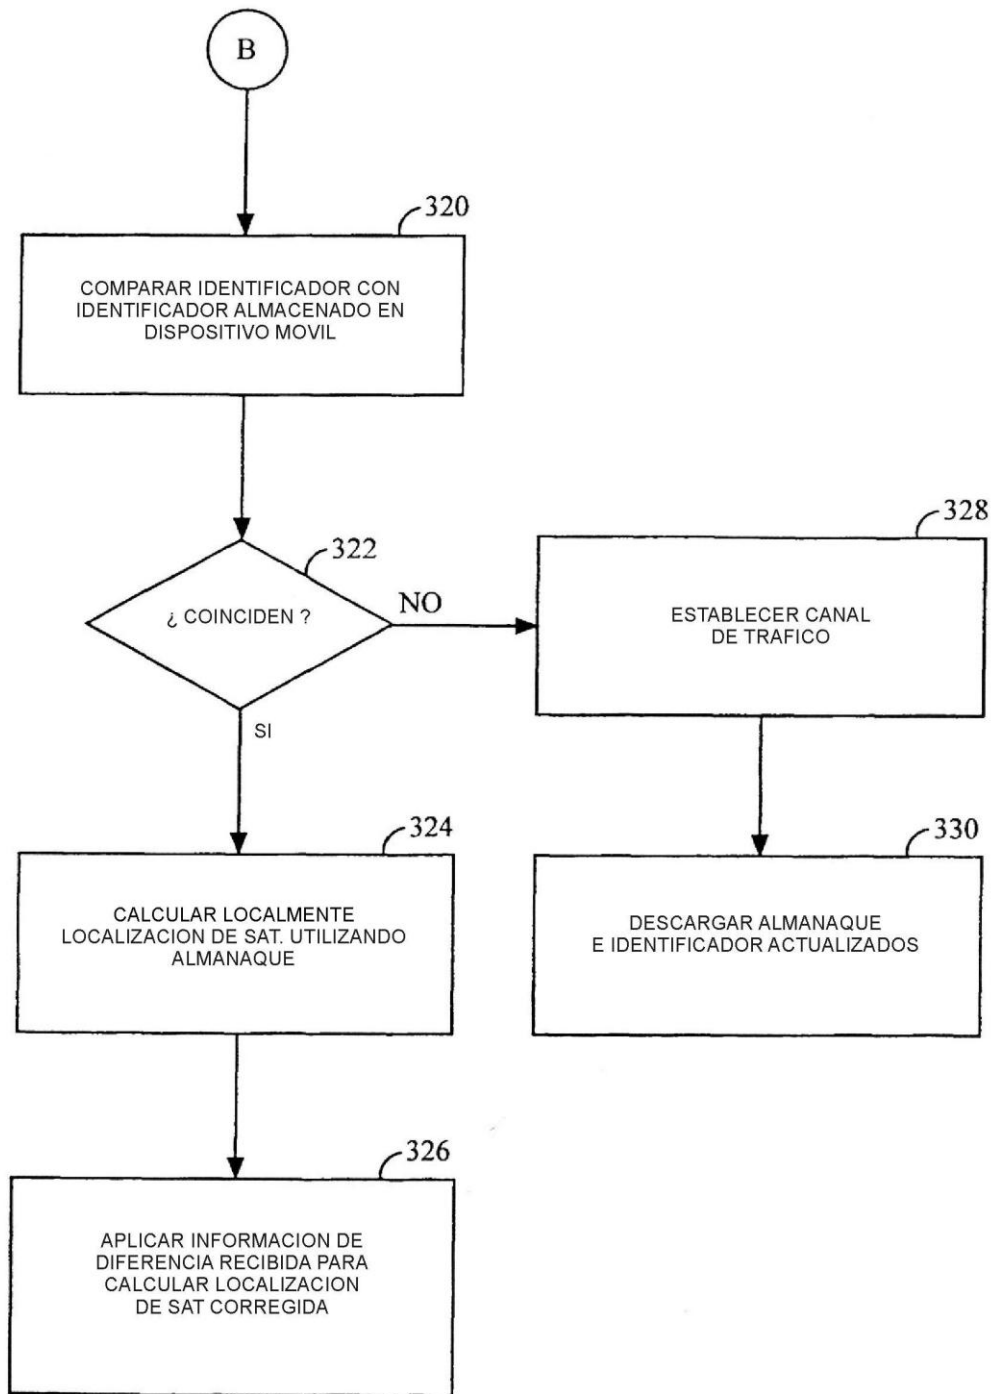 B
320
COMPARAR IDENTIFICADOR CON
IDENTIFICADOR ALMACENADO EN
DISPOSITIVO MOVIL
322
¿ COINCIDEN ?
NO
SI
328
ESTABLECER CANAL
DE TRAFICO
324
CALCULAR LOCALMENTE
LOCALIZACION DE SAT. UTILIZANDO
ALMANAQUE
330
DESCARGAR ALMANAQUE
E IDENTIFICADOR ACTUALIZADOS
326
APLICAR INFORMACION DE
DIFERENCIA RECIBIDA PARA
CALCULAR LOCALIZACION
DE SAT CORREGIDA